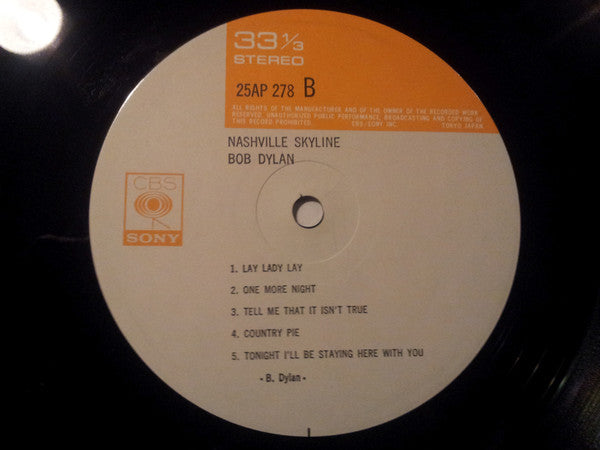 33 1/3
STEREO
25AP 278 B
ALL RIGHTS OF THE MANUFACTURER AND OF THE OWNER OF THE RECORDED WORK
RESERVED. UNAUTHORIZED PUBLIC PERFORMANCE, BROADCASTING AND COPYING OF
THIS RECORD PROHIBITED. CBS/SONY INC. TOKYO JAPAN
NASHVILLE SKYLINE
BOB DYLAN
CBS
SONY
1. LAY LADY LAY
2. ONE MORE NIGHT
3. TELL ME THAT IT ISN'T TRUE
4. COUNTRY PIE
5. TONIGHT I'LL BE STAYING HERE WITH YOU
- B. Dylan -